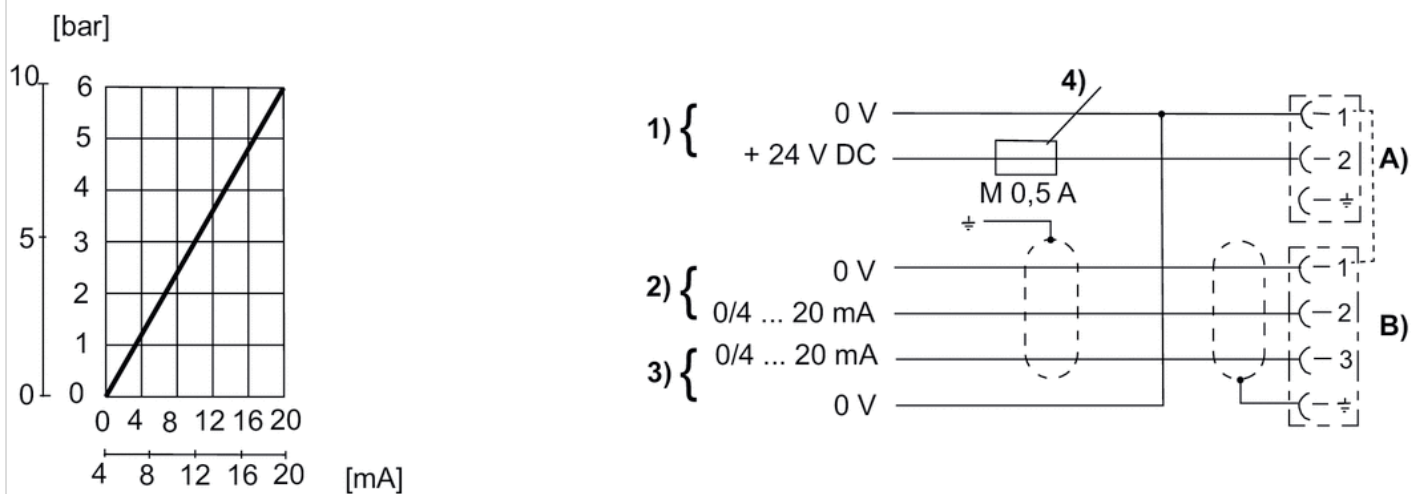 [bar]
10 6
5
4
5 3
2
1
0 0
0 4 8 12 16 20
4 8 12 16 20 [mA]
4)
1) { 0 V 1
+ 24 V DC 2 A)
M 0,5 A
2) { 0 V 1
0/4 ... 20 mA 2 B)
3) { 0/4 ... 20 mA 3
0 V